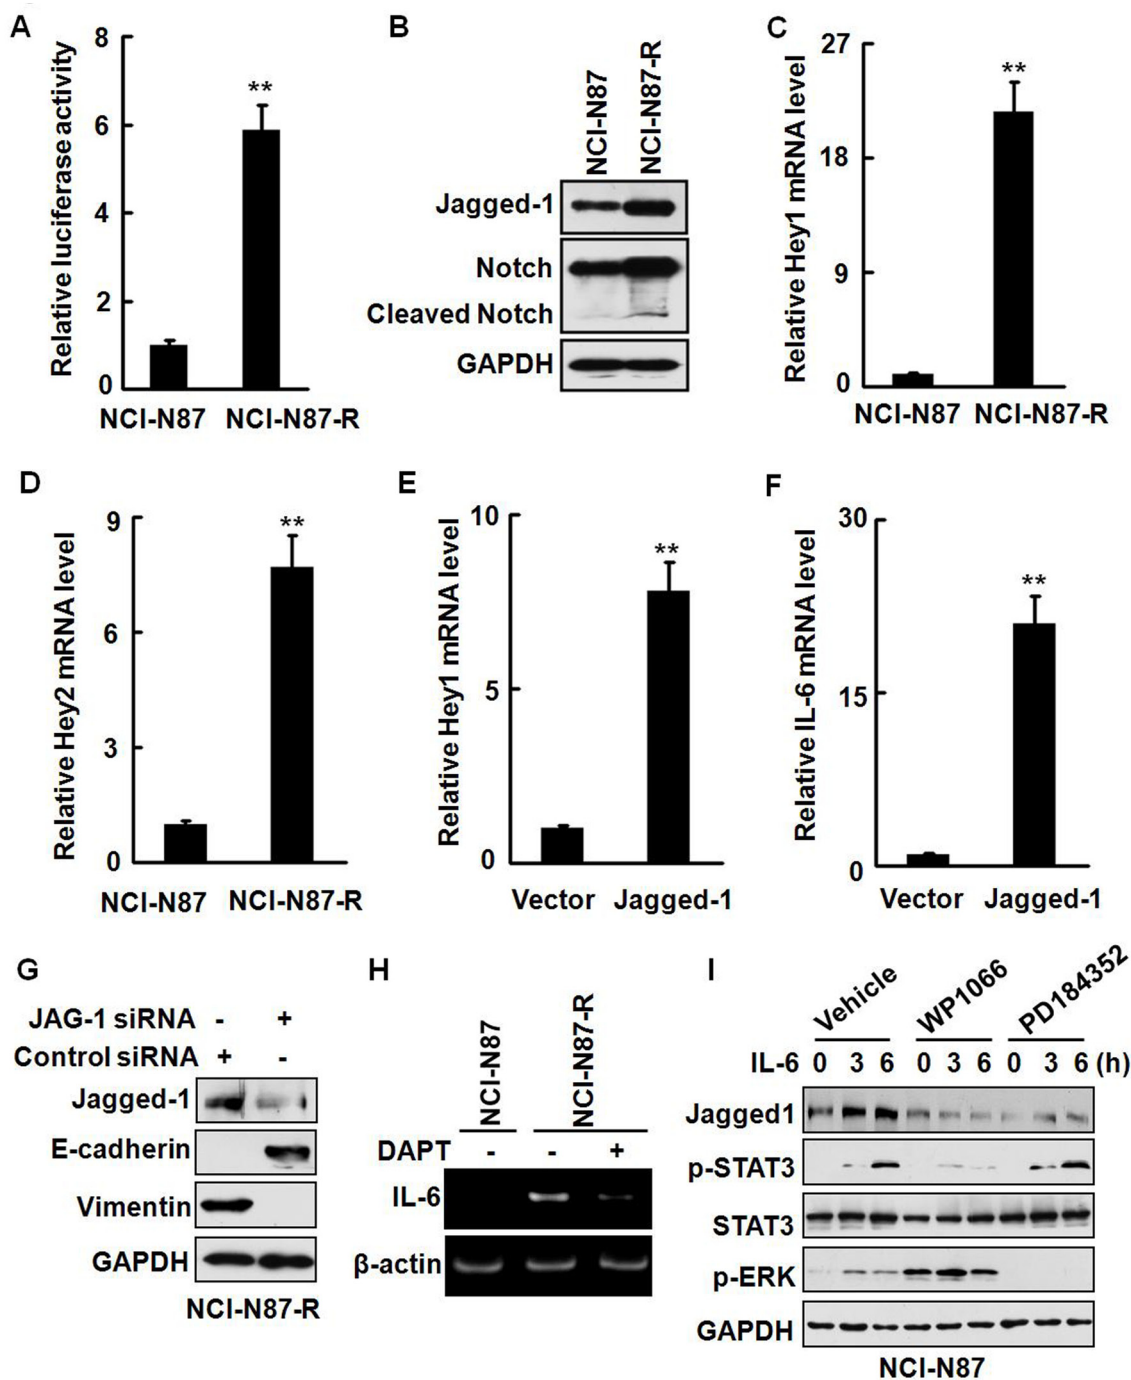 A
Relative luciferase activity
8
6
4
2
0
**
NCI-N87 NCI-N87-R
B
NCI-N87
NCI-N87-R
Jagged-1
Notch
Cleaved Notch
GAPDH
C
Relative Hey1 mRNA level
27
18
9
0
**
NCI-N87 NCI-N87-R
D
Relative Hey2 mRNA level
9
6
3
0
**
NCI-N87 NCI-N87-R
E
Relative Hey1 mRNA level
10
5
0
**
Vector Jagged-1
F
Relative IL-6 mRNA level
30
15
0
**
Vector Jagged-1
G
JAG-1 siRNA - +
Control siRNA + -
Jagged-1
E-cadherin
Vimentin
GAPDH
NCI-N87-R
H
NCI-N87
NCI-N87-R
DAPT - - +
IL-6
β-actin
I
Vehicle WP1066 PD184352
IL-6 0 3 6 0 3 6 0 3 6 (h)
Jagged1
p-STAT3
STAT3
p-ERK
GAPDH
NCI-N87